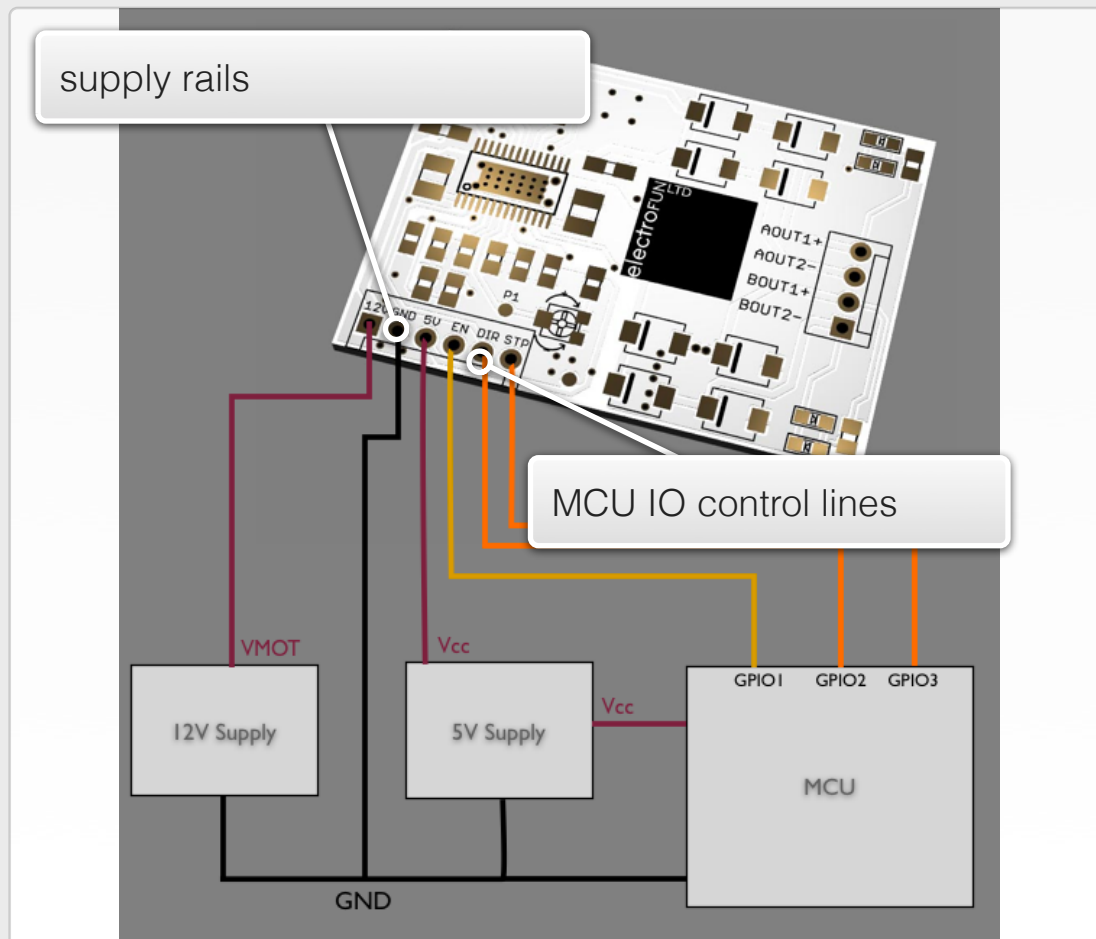 supply rails
electroFUN
LTD
AOUT1+
AOUT2-
BOUT1+
BOUT2-
P1
12V GND 5V EN DIR STP
MCU IO control lines
VMOT
Vcc
GPIO1 GPIO2 GPIO3
Vcc
12V Supply
5V Supply
MCU
GND